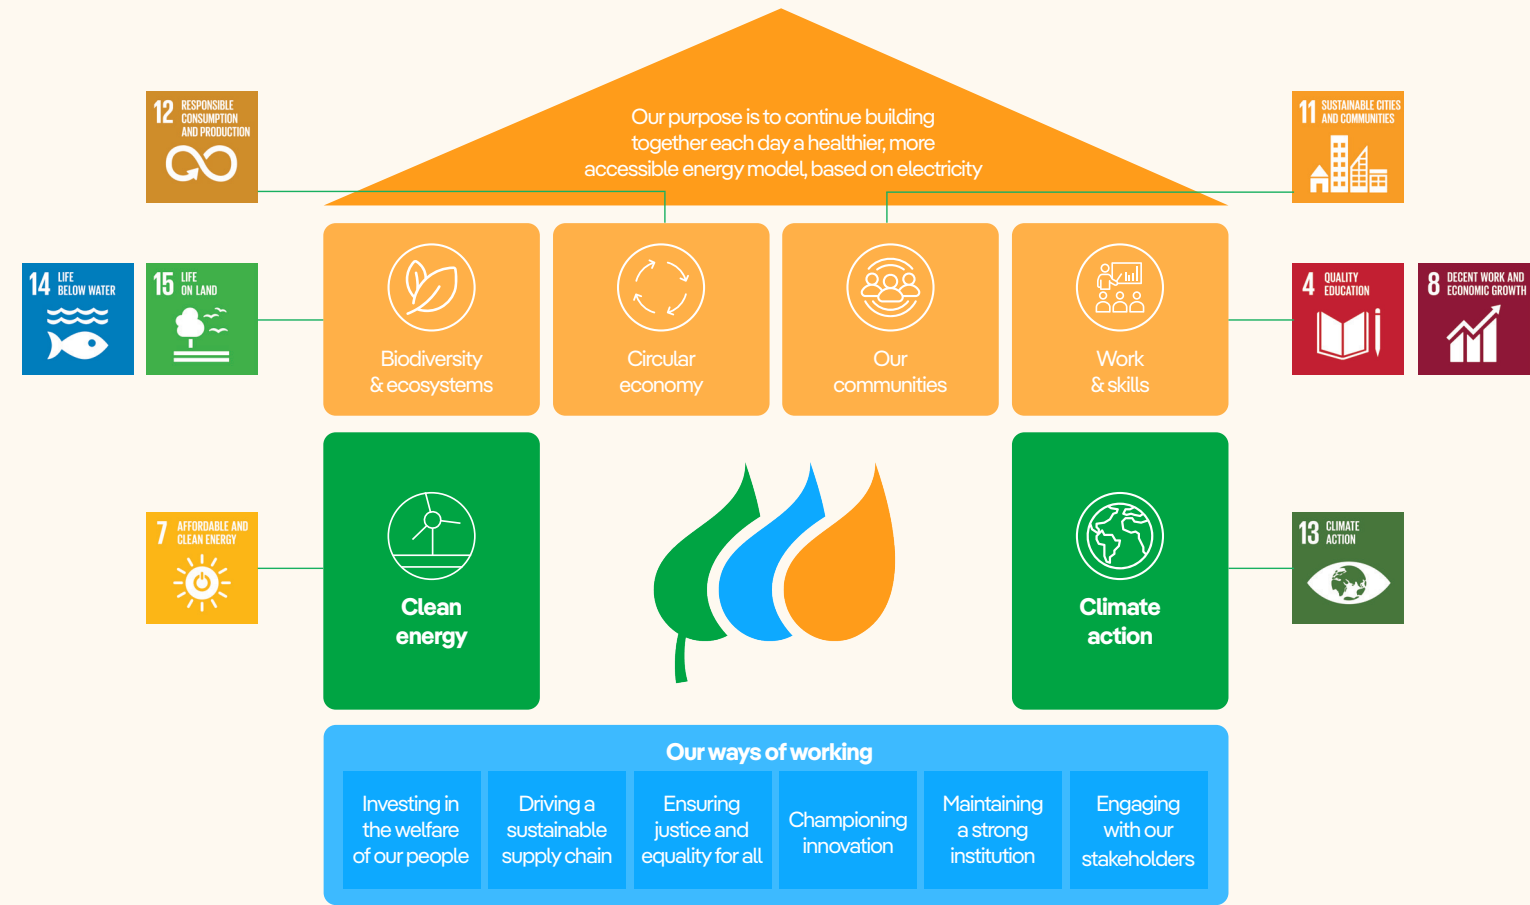 Our purpose is to continue building
together each day a healthier, more
accessible energy model, based on electricity
12 RESPONSIBLE
CONSUMPTION
AND PRODUCTION
11 SUSTAINABLE CITIES
AND COMMUNITIES
14 LIFE
BELOW WATER
15 LIFE
ON LAND
Biodiversity
& ecosystems
Circular
economy
Our
communities
Work
& skills
4 QUALITY
EDUCATION
8 DECENT WORK AND
ECONOMIC GROWTH
7 AFFORDABLE AND
CLEAN ENERGY
Clean
energy
Climate
action
13 CLIMATE
ACTION
Our ways of working
Investing in
the welfare
of our people
Driving a
sustainable
supply chain
Ensuring
justice and
equality for all
Championing
innovation
Maintaining
a strong
institution
Engaging
with our
stakeholders